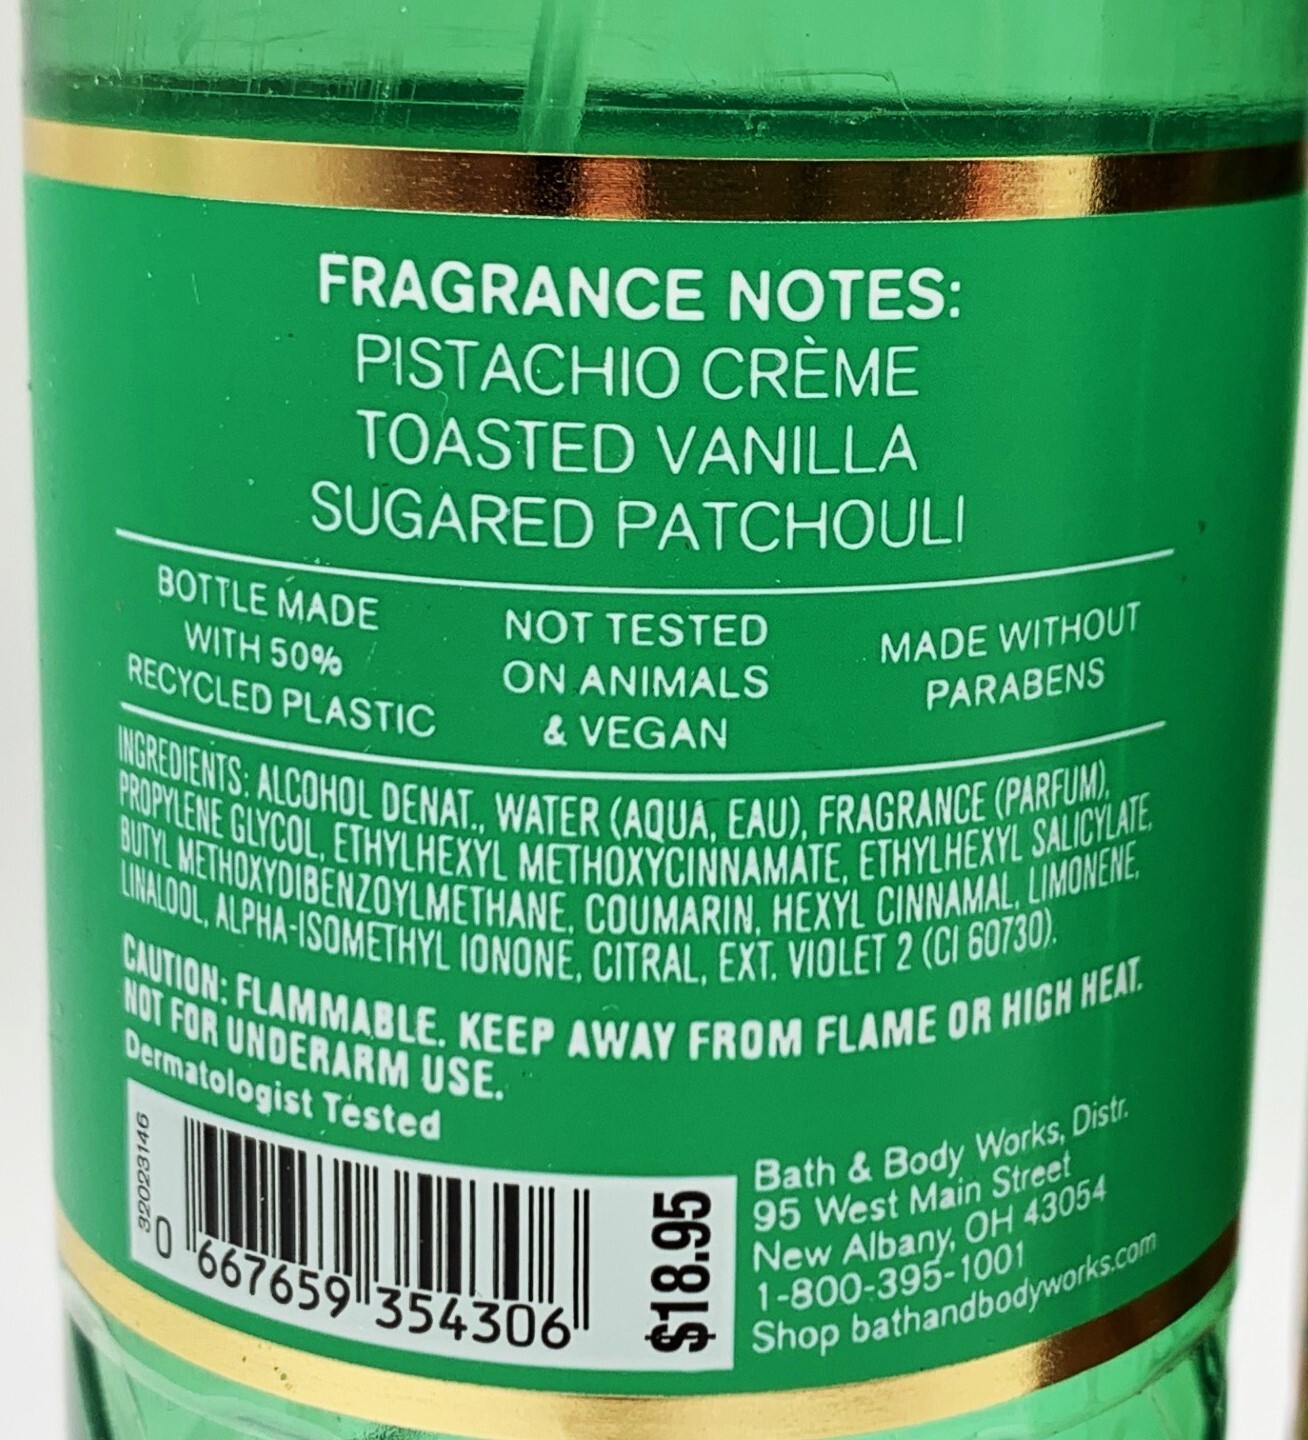 FRAGRANCE NOTES:
PISTACHIO CRÈME
TOASTED VANILLA
SUGARED PATCHOULI
BOTTLE MADE
WITH 50%
RECYCLED PLASTIC
NOT TESTED
ON ANIMALS
& VEGAN
MADE WITHOUT
PARABENS
INGREDIENTS: ALCOHOL DENAT., WATER (AQUA, EAU), FRAGRANCE (PARFUM),
PROPYLENE GLYCOL, ETHYLHEXYL METHOXYCINNAMATE, ETHYLHEXYL SALICYLATE,
BUTYL METHOXYDIBENZOYLMETHANE, COUMARIN, HEXYL CINNAMAL, LIMONENE,
LINALOOL, ALPHA-ISOMETHYL IONONE, CITRAL, EXT. VIOLET 2 (CI 60730).
CAUTION: FLAMMABLE. KEEP AWAY FROM FLAME OR HIGH HEAT.
NOT FOR UNDERARM USE.
Dermatologist Tested
32023146
0 667659 354306
$18.95
Bath & Body Works, Distr.
95 West Main Street
New Albany, OH 43054
1-800-395-1001
Shop bathandbodyworks.com